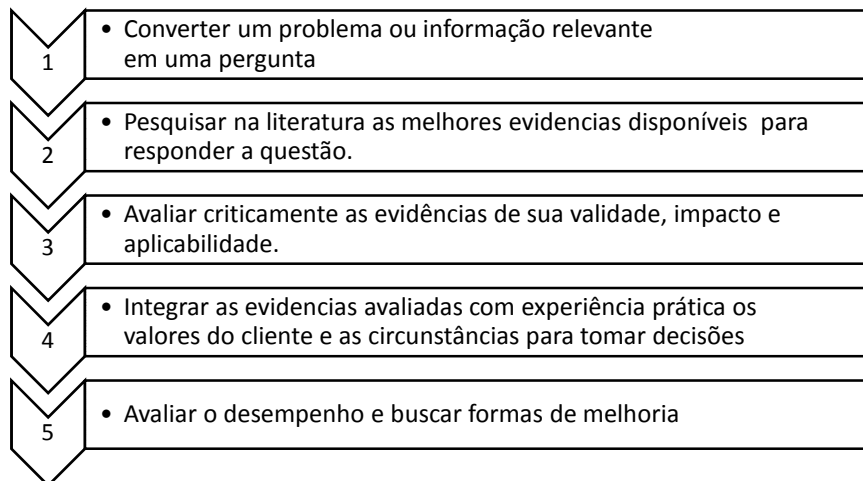 1
• Converter um problema ou informação relevante
em uma pergunta
2
• Pesquisar na literatura as melhores evidencias disponíveis para
responder a questão.
3
• Avaliar criticamente as evidências de sua validade, impacto e
aplicabilidade.
4
• Integrar as evidencias avaliadas com experiência prática os
valores do cliente e as circunstâncias para tomar decisões
5
• Avaliar o desempenho e buscar formas de melhoria